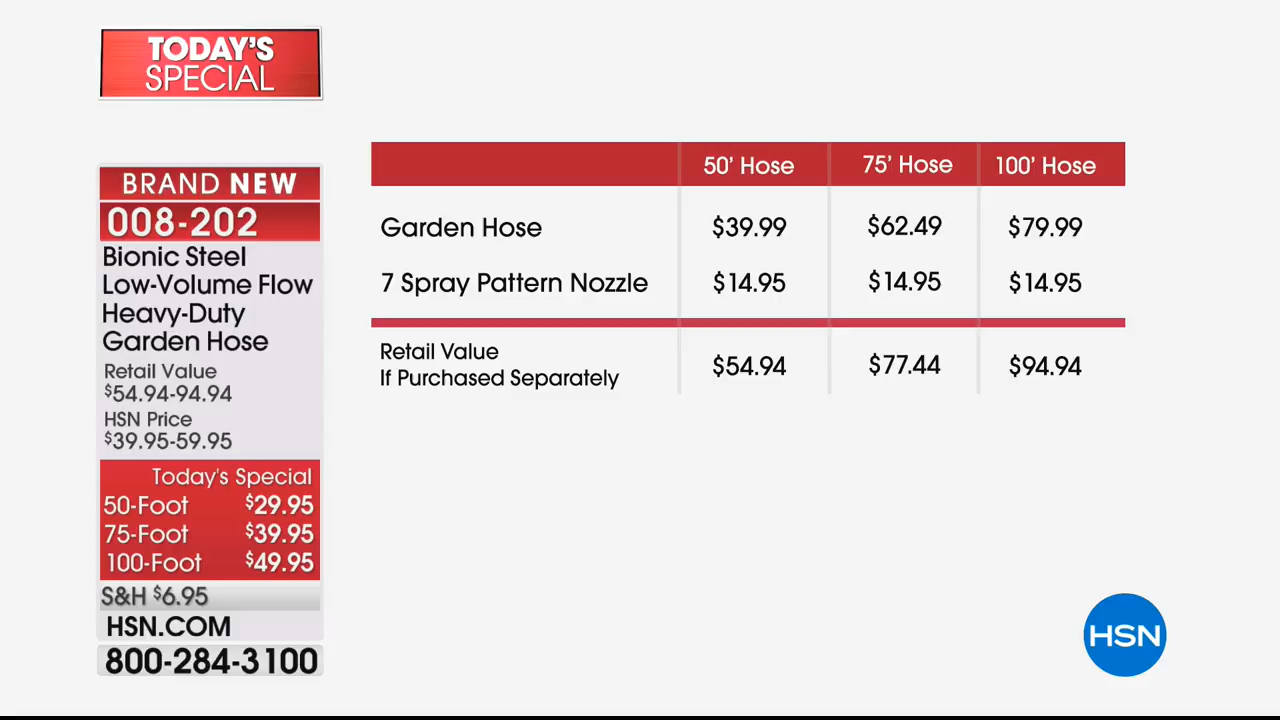 TODAY'S
SPECIAL
BRAND NEW
008-202
Bionic Steel
Low-Volume Flow
Heavy-Duty
Garden Hose
Retail Value
$54.94-94.94
HSN Price
$39.95-59.95
Today's Special
50-Foot $29.95
75-Foot $39.95
100-Foot $49.95
S&H $6.95
HSN.COM
800-284-3100
50’ Hose 75’ Hose 100’ Hose
Garden Hose $39.99 $62.49 $79.99
7 Spray Pattern Nozzle $14.95 $14.95 $14.95
Retail Value
If Purchased Separately $54.94 $77.44 $94.94
HSN